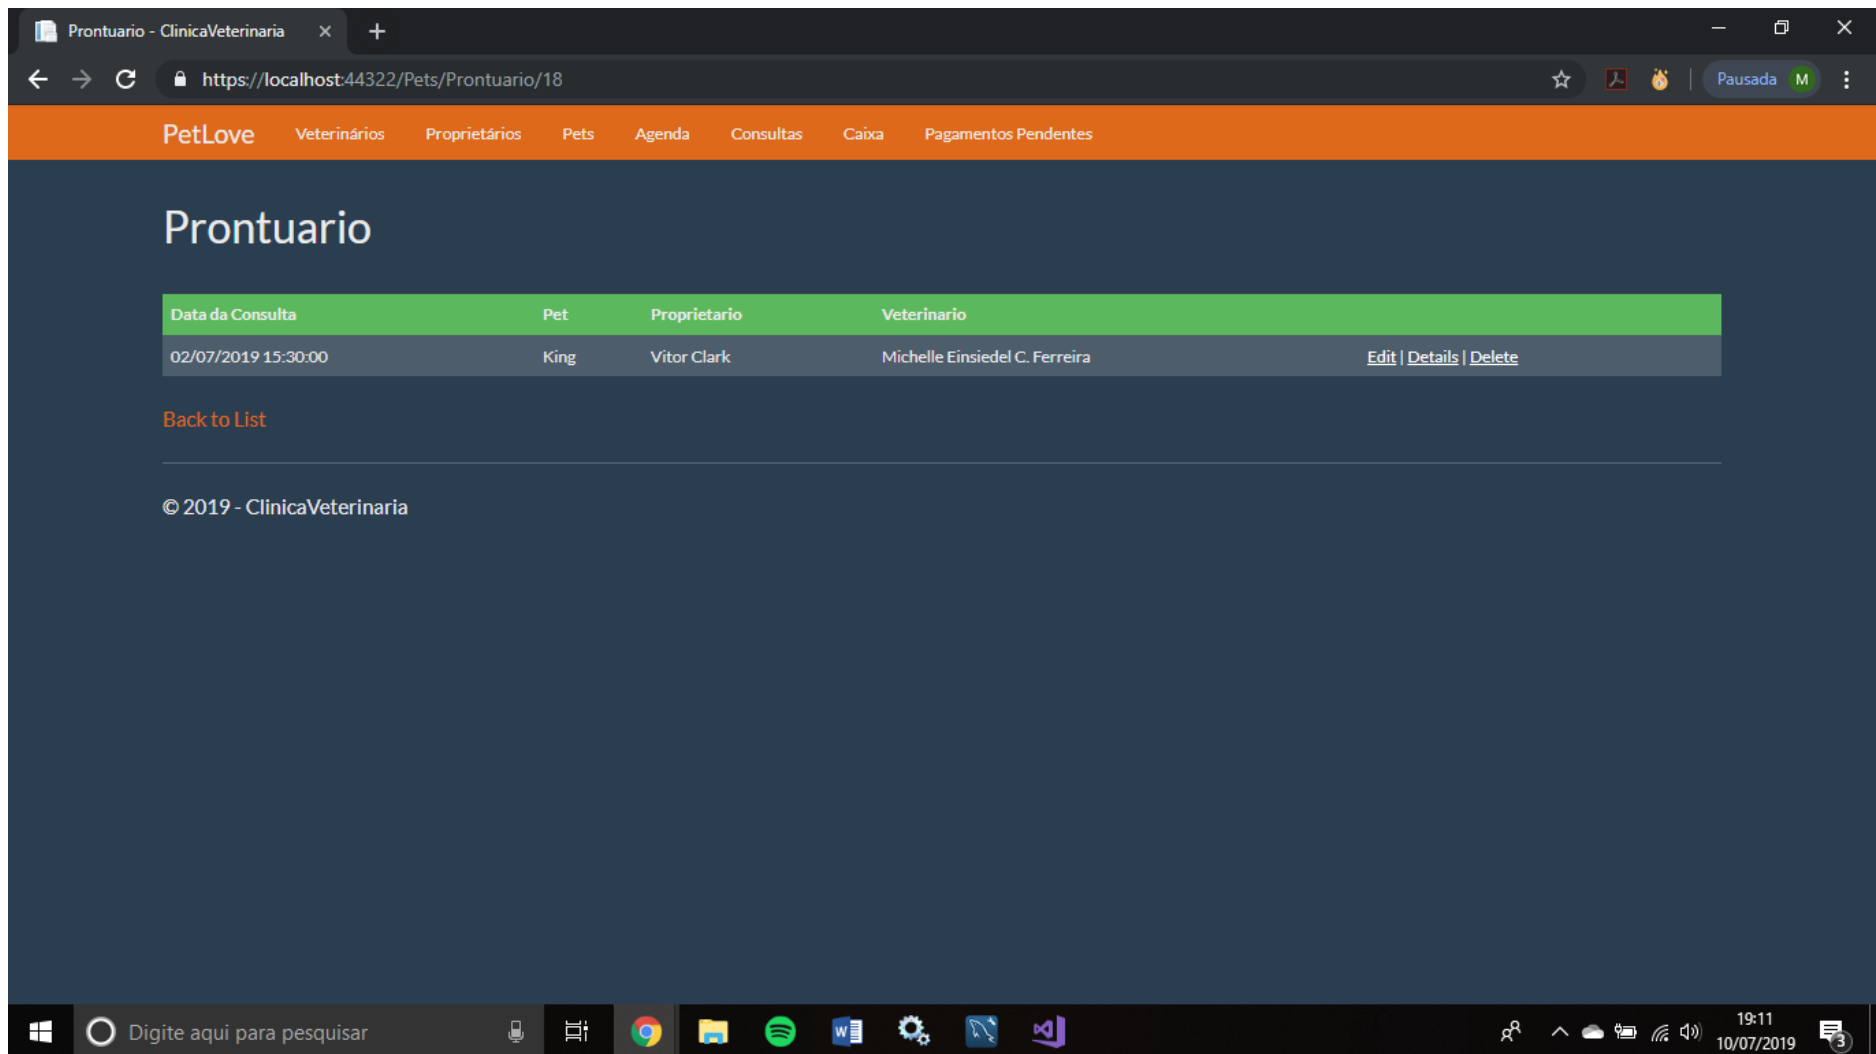 Prontuario - ClinicaVeterinaria
https://localhost:44322/Pets/Prontuario/18
Pausada M
PetLove Veterinários Proprietários Pets Agenda Consultas Caixa Pagamentos Pendentes
Prontuario
Data da Consulta Pet Proprietario Veterinario
02/07/2019 15:30:00 King Vitor Clark Michelle Einsiedel C. Ferreira Edit | Details | Delete
Back to List
© 2019 - ClinicaVeterinaria
Digite aqui para pesquisar
19:11
10/07/2019
3